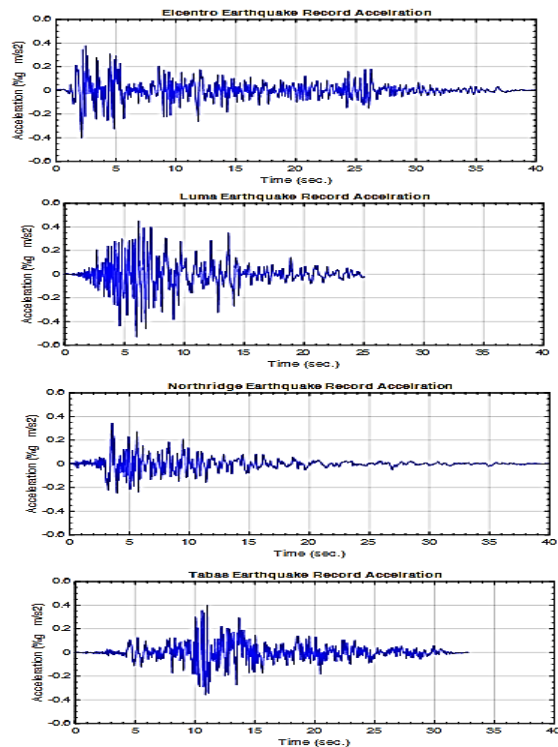 Elcentro Earthquake Record Accelration
Acceleration (%g m/s2)
0.6
0.4
0.2
0
-0.2
-0.4
-0.6
0 5 10 15 20 25 30 35 40
Time (sec.)
Luma Earthquake Record Accelration
Acceleration (%g m/s2)
0.6
0.4
0.2
0
-0.2
-0.4
-0.6
0 5 10 15 20 25 30 35 40
Time (sec.)
Northridge Earthquake Record Accelration
Acceleration (%g m/s2)
0.6
0.4
0.2
0
-0.2
-0.4
-0.6
0 5 10 15 20 25 30 35 40
Time (sec.)
Tabas Earthquake Record Accelration
Acceleration (%g m/s2)
0.6
0.4
0.2
0
-0.2
-0.4
-0.6
0 5 10 15 20 25 30 35 40
Time (sec.)